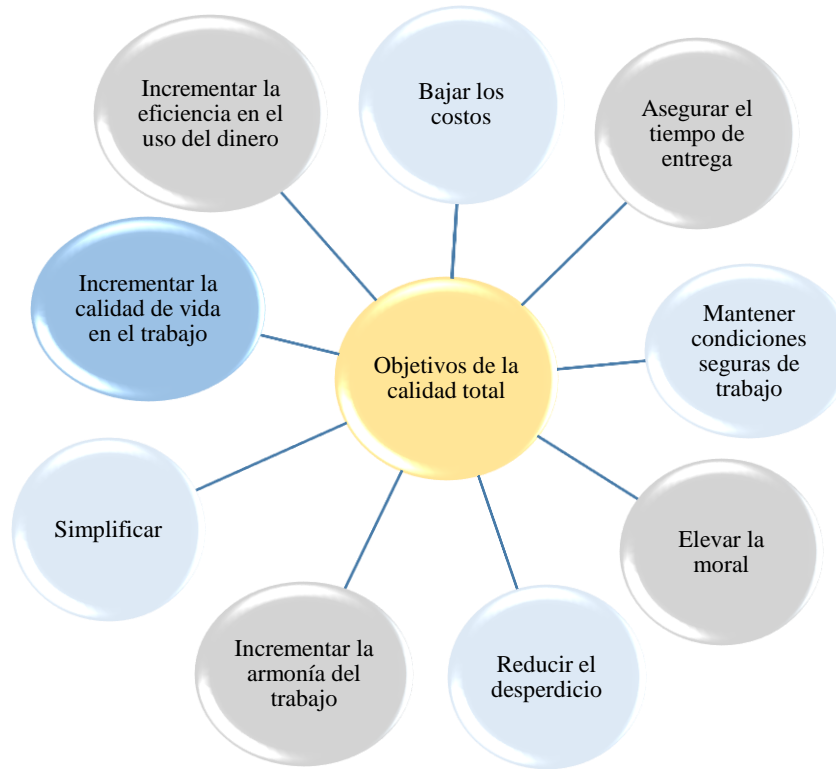 Incrementar la
eficiencia en el
uso del dinero
Bajar los
costos
Asegurar el
tiempo de
entrega
Incrementar la
calidad de vida
en el trabajo
Objetivos de la
calidad total
Mantener
condiciones
seguras de
trabajo
Simplificar
Elevar la
moral
Incrementar la
armonía del
trabajo
Reducir el
desperdicio